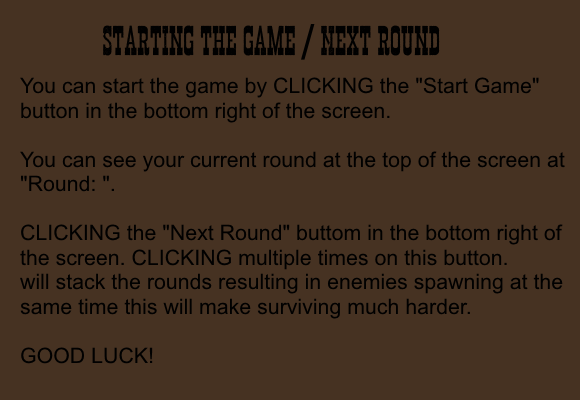 STARTING THE GAME / NEXT ROUND
You can start the game by CLICKING the "Start Game"
button in the bottom right of the screen.
You can see your current round at the top of the screen at
"Round: ".
CLICKING the "Next Round" buttom in the bottom right of
the screen. CLICKING multiple times on this button.
will stack the rounds resulting in enemies spawning at the
same time this will make surviving much harder.
GOOD LUCK!